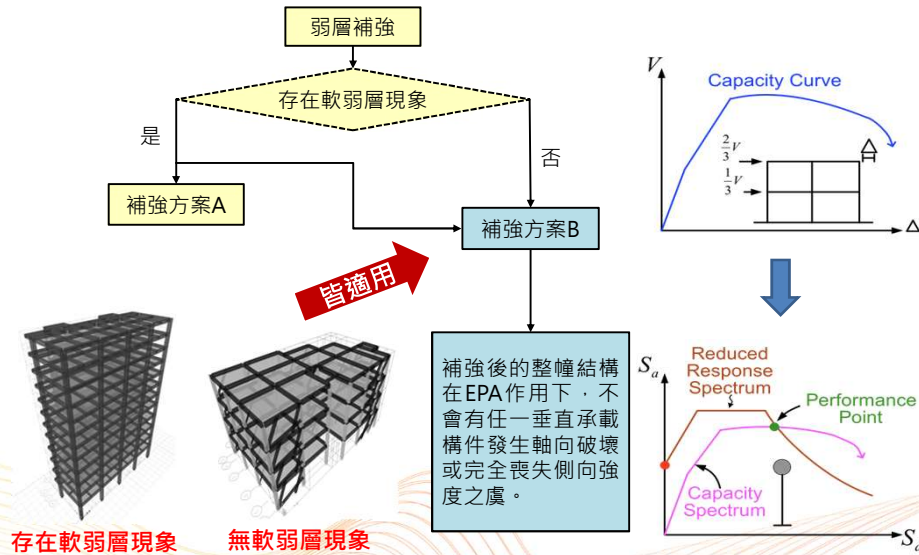 弱層補強
存在軟弱層現象
是
否
補強方案A
補強方案B
皆適用
補強後的整幢結構
在EPA作用下，不
會有任一垂直承載
構件發生軸向破壞
或完全喪失側向強
度之虞。
存在軟弱層現象
無軟弱層現象
V
Capacity Curve
2/3 V
1/3 V
Δ
Δ
Sa
Reduced
Response
Spectrum
Performance
Point
Capacity
Spectrum